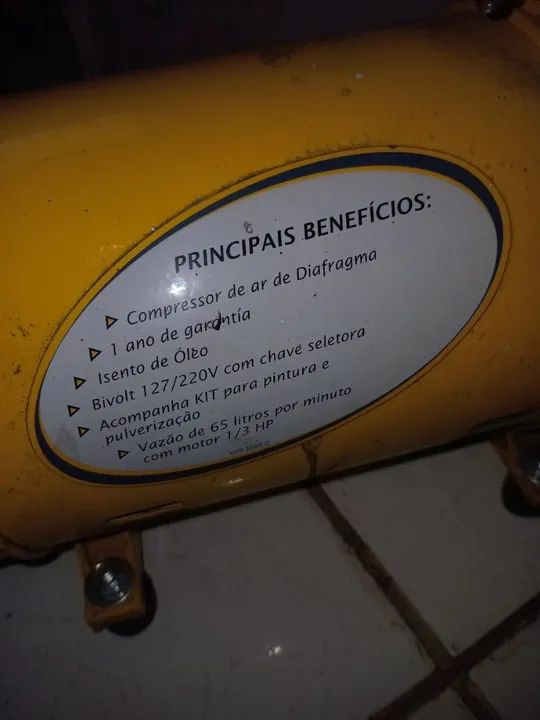 PRINCIPAIS BENEFÍCIOS:
Compressor de ar de Diafragma
1 ano de garantia
Isento de Óleo
Bivolt 127/220V com chave seletora
Acompanha KIT para pintura e
pulverização
Vazão de 65 litros por minuto
com motor 1/3 HP